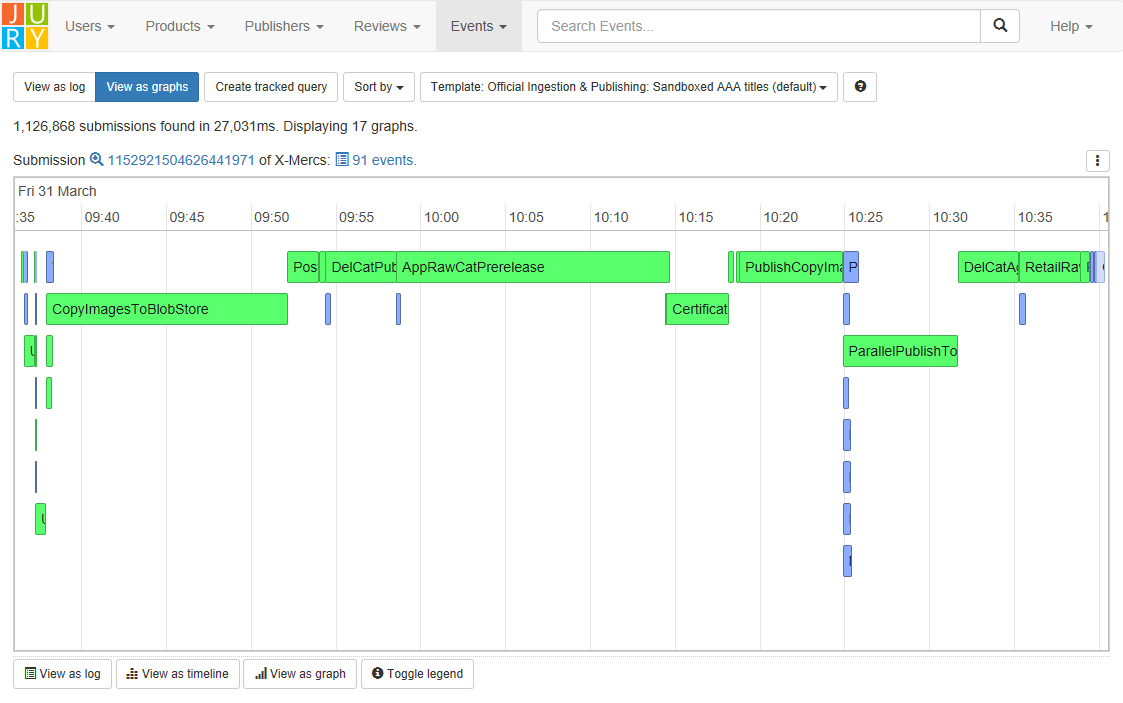 JURY Users Products Publishers Reviews Events Search Events... Help
View as log View as graphs Create tracked query Sort by Template: Official Ingestion & Publishing: Sandboxed AAA titles (default)
1,126,868 submissions found in 27,031ms. Displaying 17 graphs.
Submission 1152921504626441971 of X-Mercs: 91 events.
Fri 31 March
:35 09:40 09:45 09:50 09:55 10:00 10:05 10:10 10:15 10:20 10:25 10:30 10:35 1
Pos DelCatPub AppRawCatPrerelease PublishCopyIma P DelCatAg RetailRav
CopyImagesToBlobStore Certificat
U ParallelPublishTo
U
View as log View as timeline View as graph Toggle legend